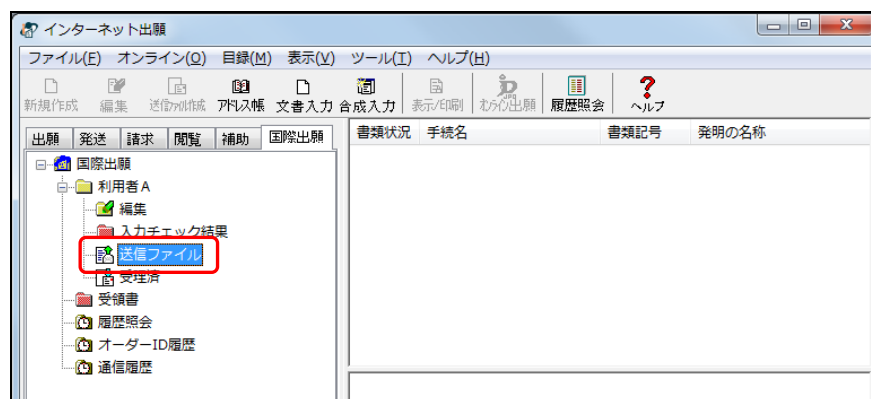 インターネット出願
ファイル(F) オンライン(O) 目録(M) 表示(V) ツール(T) ヘルプ(H)
新規作成 編集 送信ファイル作成 アドレス帳 文書入力 合成入力 表示/印刷 オンライン出願 履歴照会 ヘルプ
出願 発送 請求 閲覧 補助 国際出願
書類状況 手続名 書類記号 発明の名称
国際出願
利用者A
編集
入力チェック結果
送信ファイル
受理済
受領書
履歴照会
オーダーID履歴
通信履歴